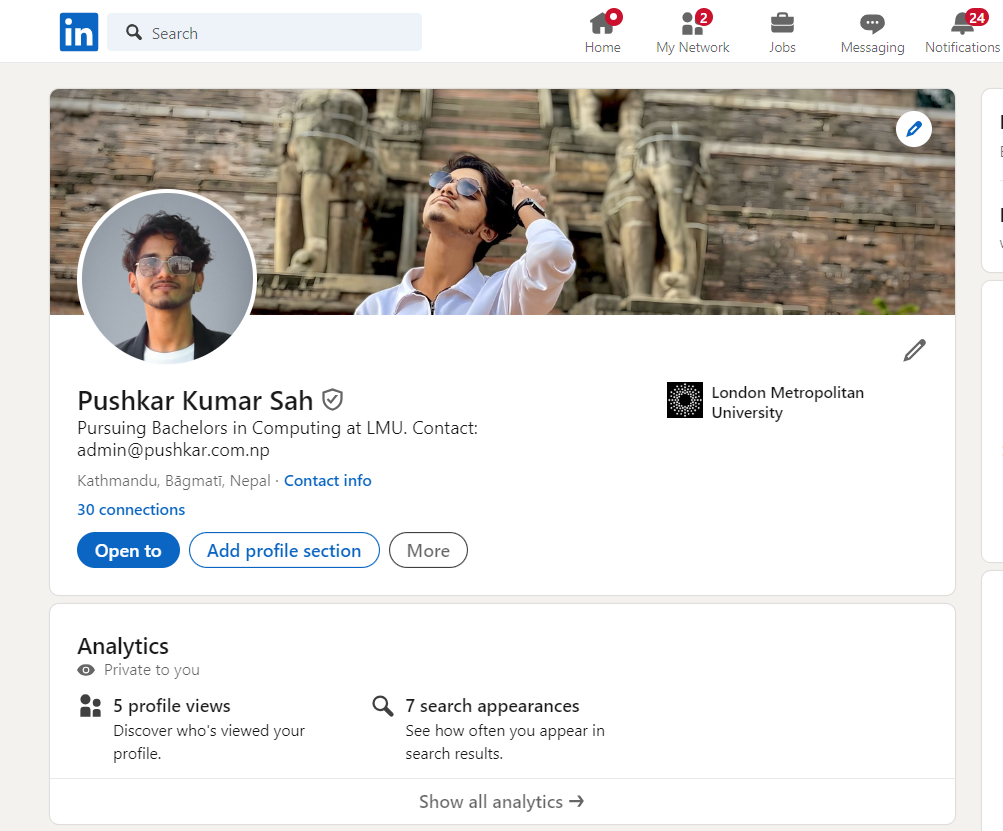 in
Search
Home
2
My Network
Jobs
Messaging
24
Notifications
Pushkar Kumar Sah
London Metropolitan
University
Pursuing Bachelors in Computing at LMU. Contact:
admin@pushkar.com.np
Kathmandu, Bāgmatī, Nepal · Contact info
30 connections
Open to
Add profile section
More
Analytics
Private to you
5 profile views
Discover who's viewed your
profile.
7 search appearances
See how often you appear in
search results.
Show all analytics →